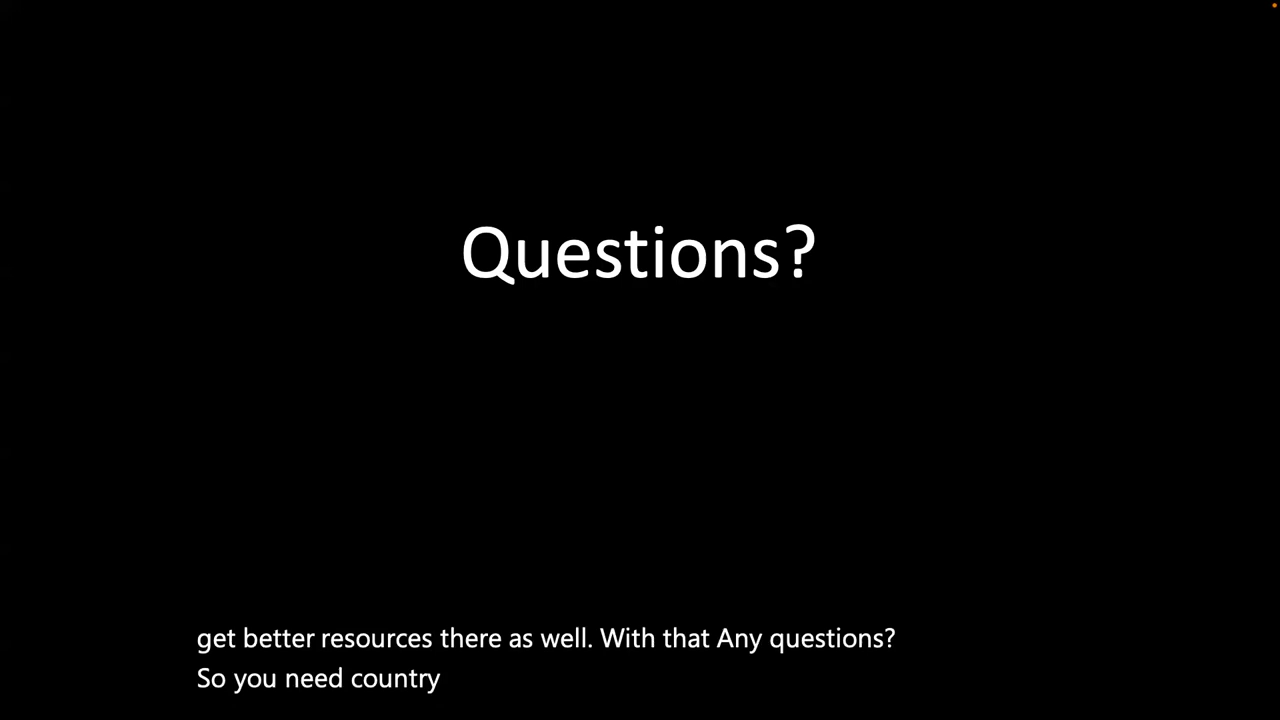 Questions?
get better resources there as well. With that Any questions?
So you need country